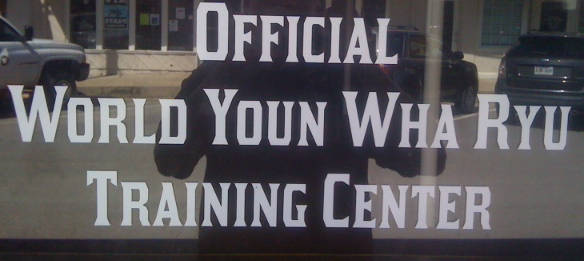 Official
World Youn Wha Ryu
Training Center